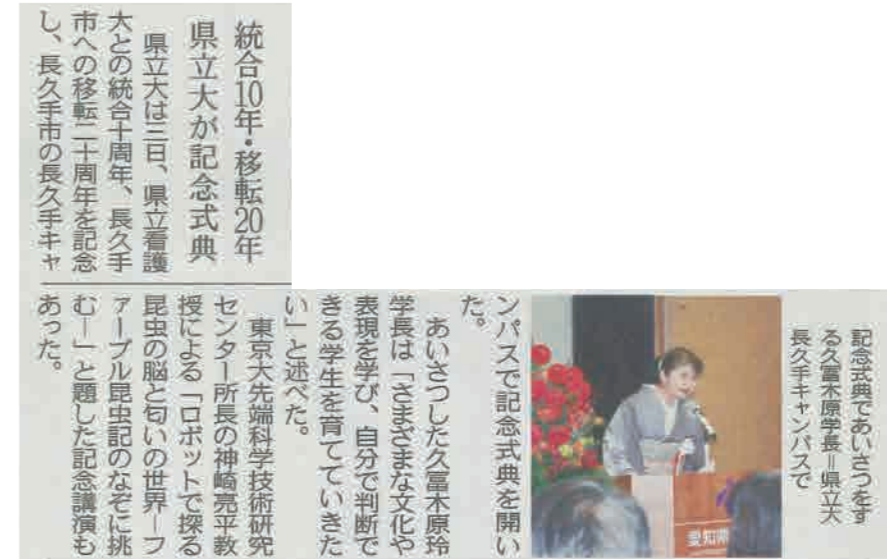 統合10年・移転20年
県立大が記念式典
県立大は三日、県立看護
大との統合十周年、長久手
市への移転二十周年を記念
し、長久手市の長久手キャ
ンパスで記念式典を開い
た。
あいさつした久冨木原玲
学長は「さまざまな文化や
表現を学び、自分で判断で
きる学生を育てていきた
い」と述べた。
東京大先端科学技術研究
センター所長の神崎亮平教
授による「ロボットで探る
昆虫の脳と匂いの世界―フ
ァーブル昆虫記のなぞに挑
む―」と題した記念講演も
あった。
記念式典であいさつをす
る久冨木原学長=県立大
長久手キャンパスで
愛知県